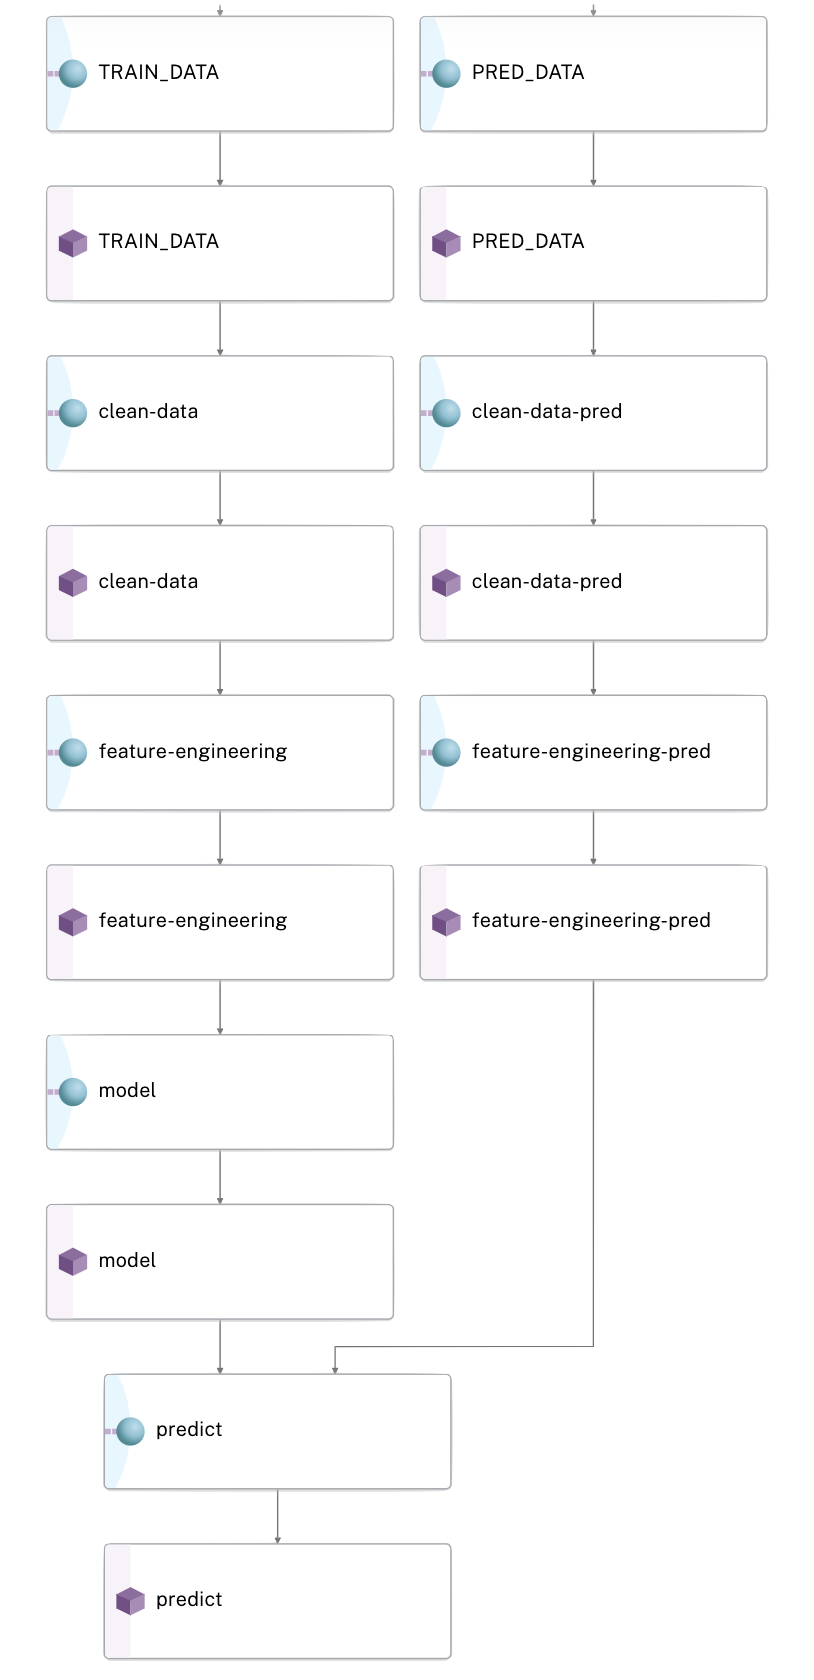 TRAIN_DATA
PRED_DATA
TRAIN_DATA
PRED_DATA
clean-data
clean-data-pred
clean-data
clean-data-pred
feature-engineering
feature-engineering-pred
feature-engineering
feature-engineering-pred
model
model
predict
predict